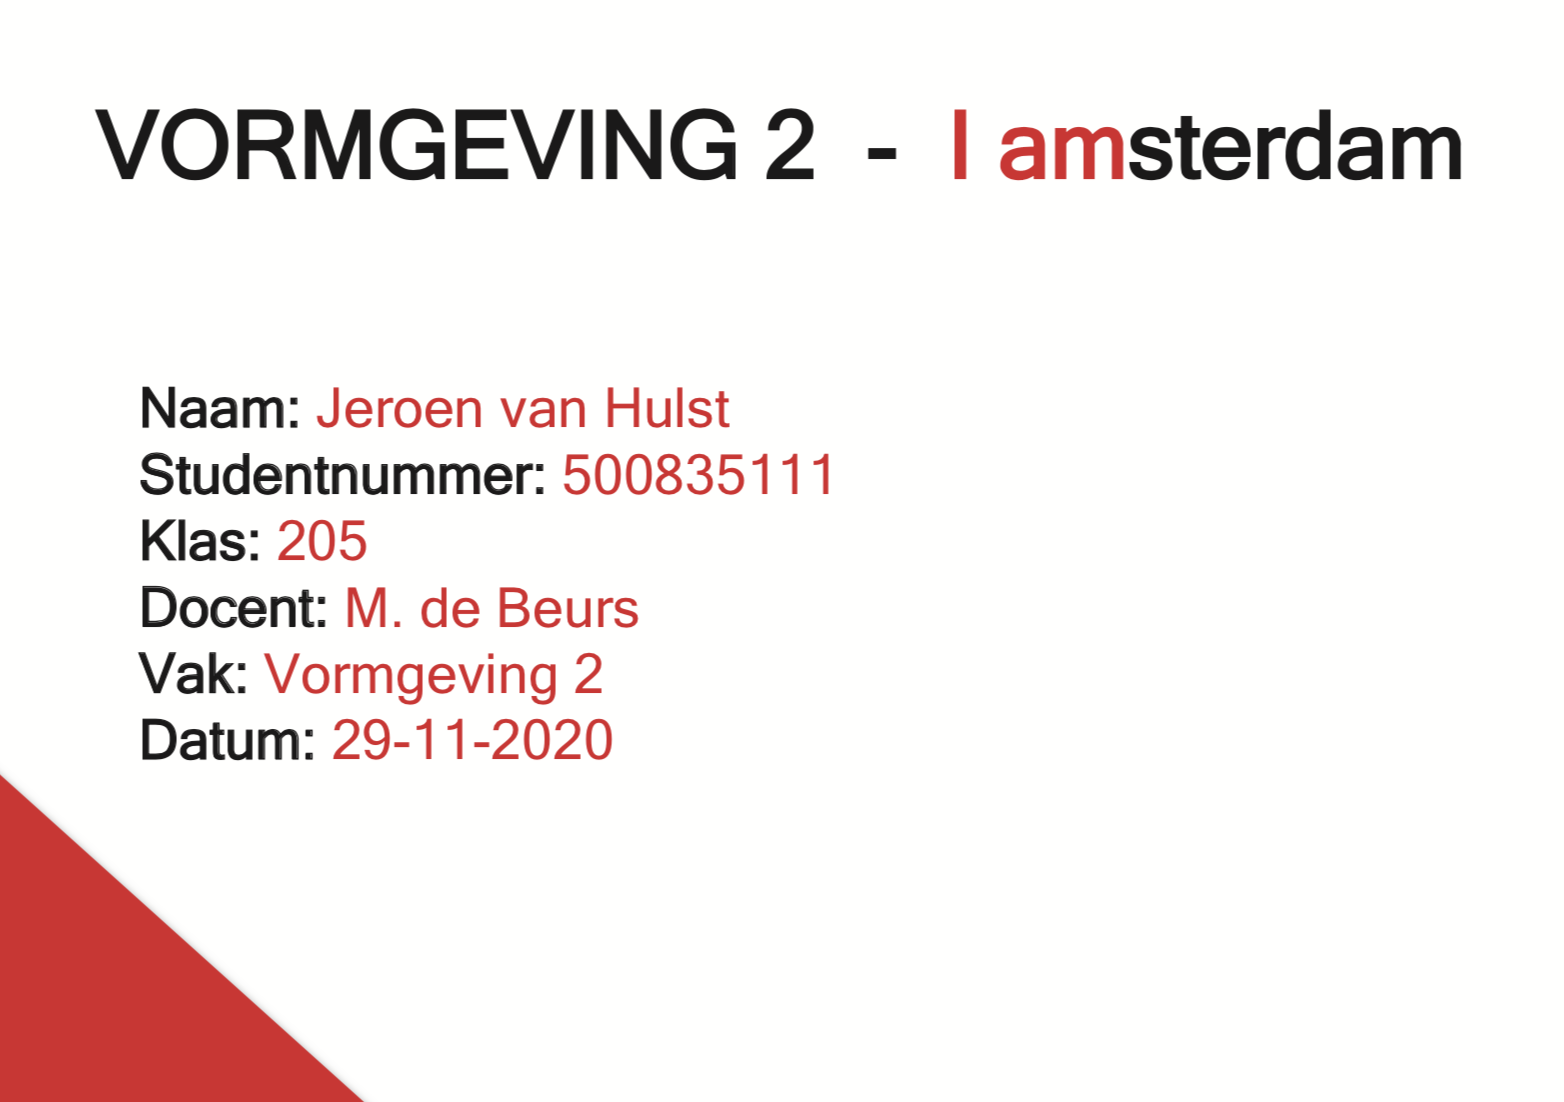 VORMGEVING 2 - I amsterdam
Naam: Jeroen van Hulst
Studentnummer: 500835111
Klas: 205
Docent: M. de Beurs
Vak: Vormgeving 2
Datum: 29-11-2020